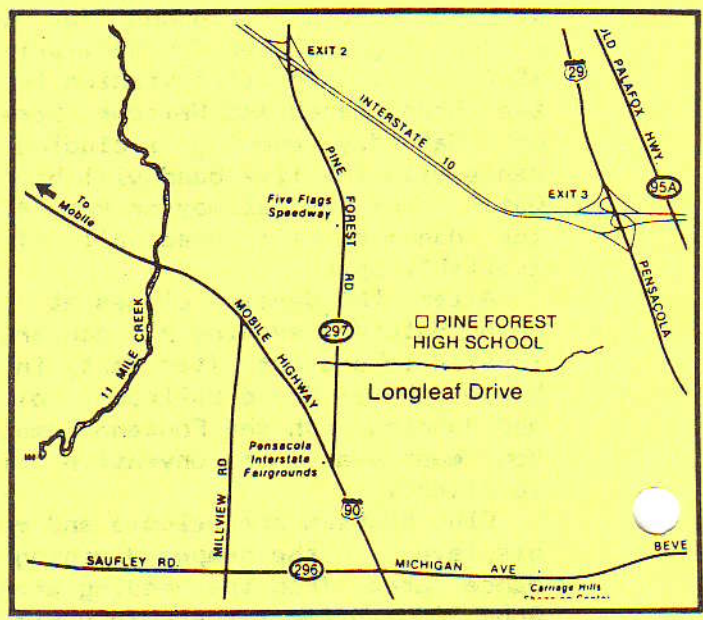 EXIT 2
29
OLD PALAFOX HWY.
95A
INTERSTATE 10
PINE FOREST RD
Five Flags
Speedway
EXIT 3
To
Mobile
PENSACOLA
11 MILE CREEK
MOBILE HIGHWAY
297
PINE FOREST
HIGH SCHOOL
Longleaf Drive
Pensacola
Interstate
Fairgrounds
MILLVIEW RD
90
SAUFLEY RD.
296
MICHIGAN AVE
BEVE
Carriage Hills